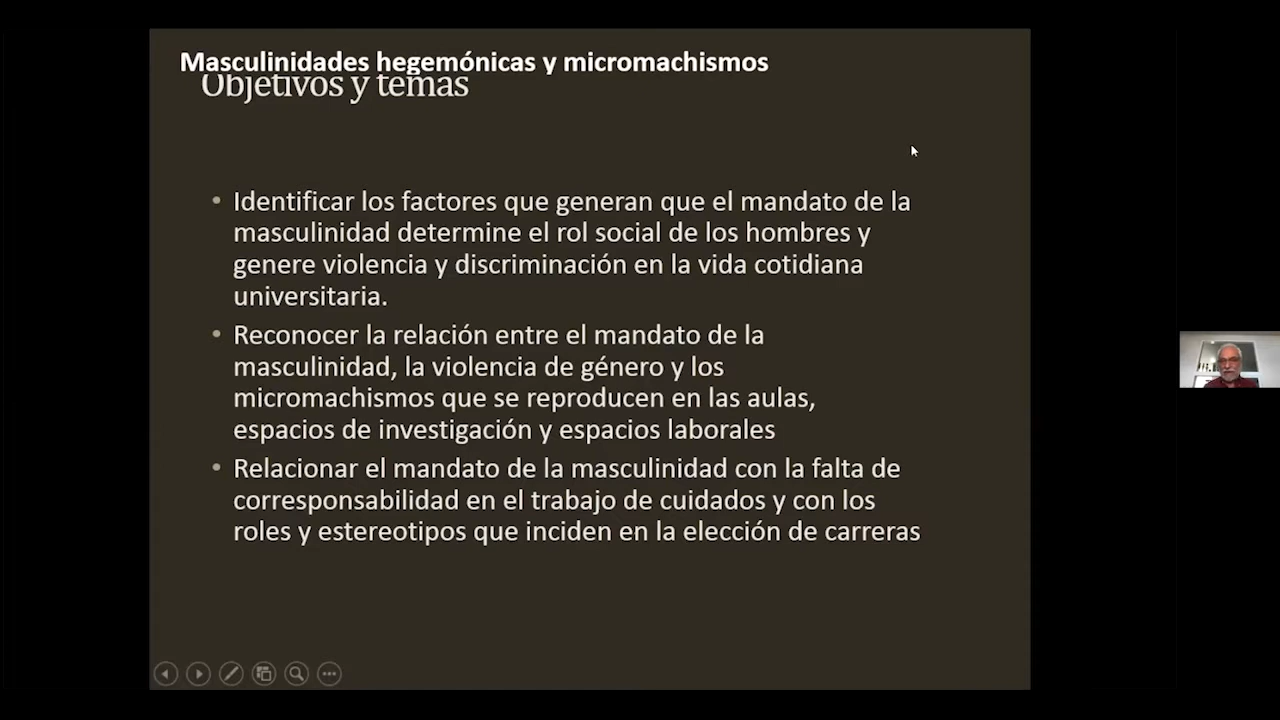 Masculinidades hegemónicas y micromachismos
Objetivos y temas
• Identificar los factores que generan que el mandato de la
masculinidad determine el rol social de los hombres y
genere violencia y discriminación en la vida cotidiana
universitaria.
• Reconocer la relación entre el mandato de la
masculinidad, la violencia de género y los
micromachismos que se reproducen en las aulas,
espacios de investigación y espacios laborales
• Relacionar el mandato de la masculinidad con la falta de
corresponsabilidad en el trabajo de cuidados y con los
roles y estereotipos que inciden en la elección de carreras